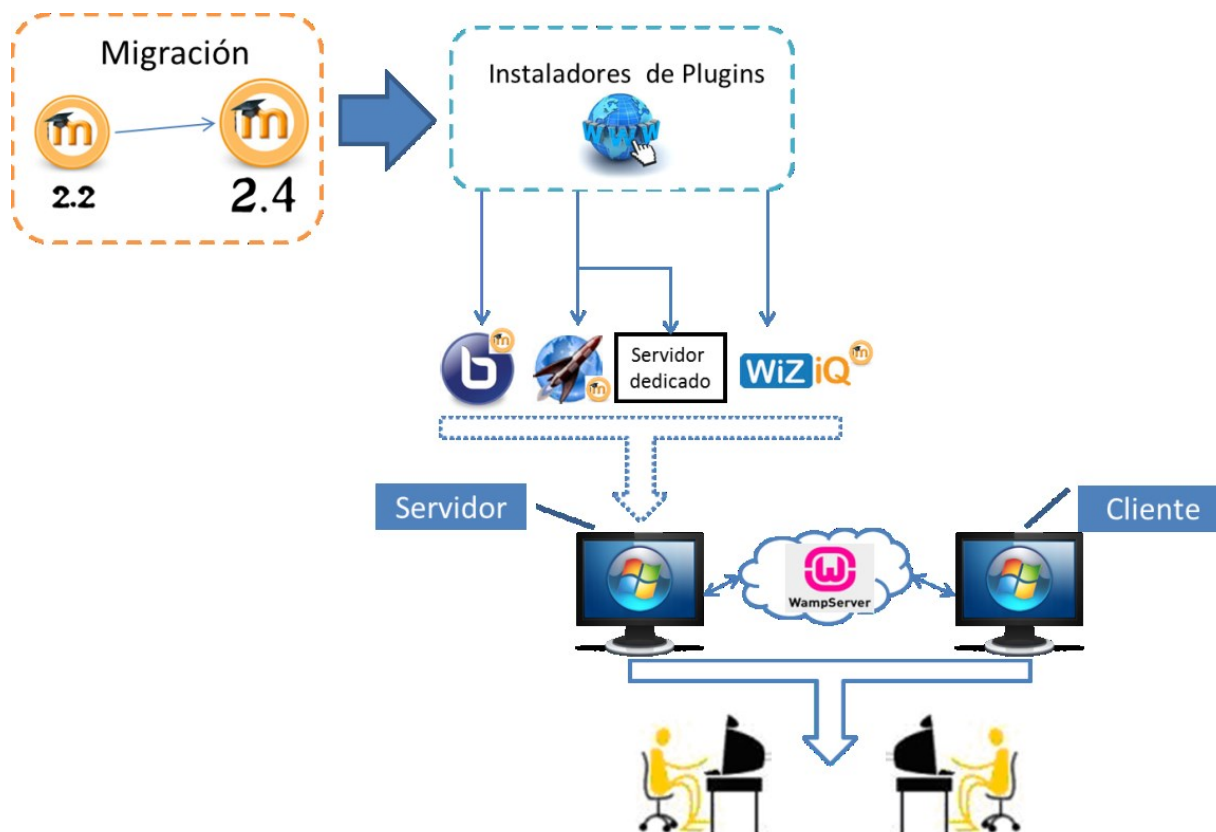 Migración
m
m
2.2
2.4
Instaladores de Plugins
WWW
b
m
m
Servidor
dedicado
WiZiQ
m
Servidor
Cliente
W
WampServer